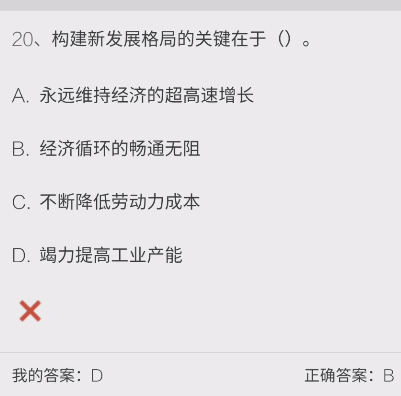 20、构建新发展格局的关键在于（）。
A. 永远维持经济的超高速增长
B. 经济循环的畅通无阻
C. 不断降低劳动力成本
D. 竭力提高工业产能
我的答案：D 正确答案：B